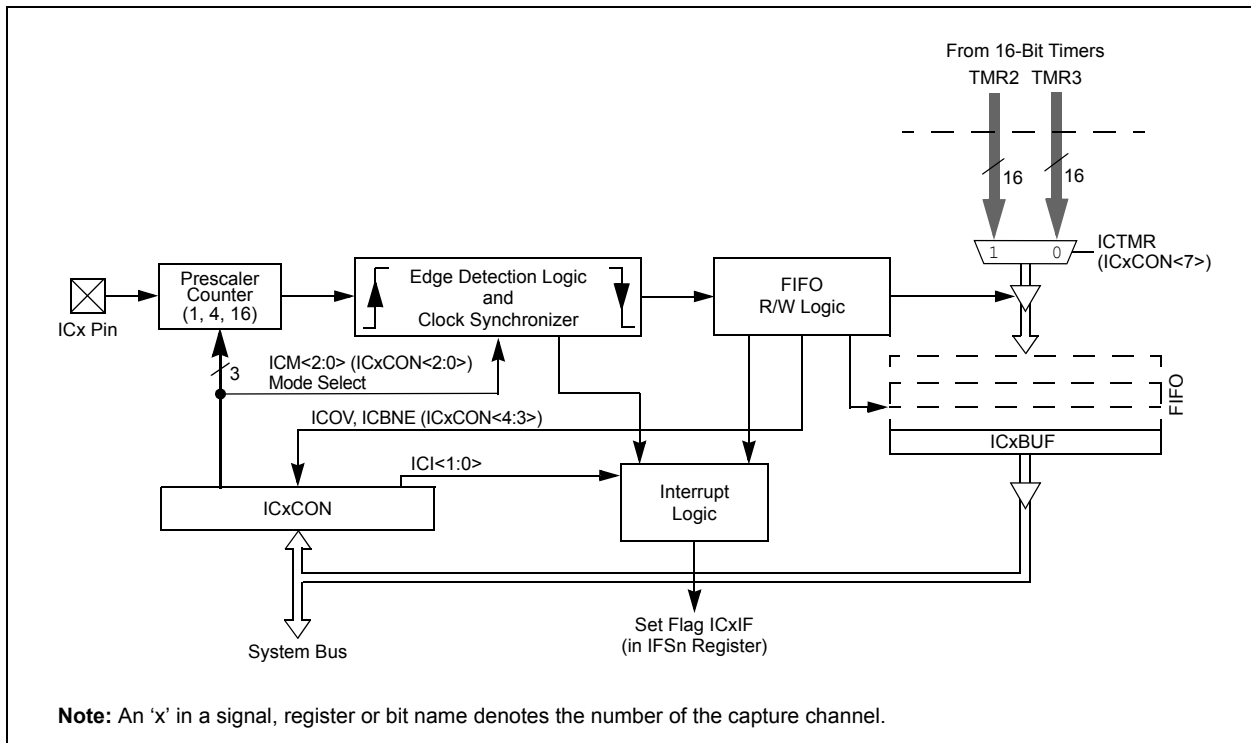 From 16-Bit Timers
TMR2 TMR3
16 16
1 0
ICTMR
(ICxCON<7>)
Prescaler
Counter
(1, 4, 16)
Edge Detection Logic
and
Clock Synchronizer
FIFO
R/W Logic
ICx Pin
3
ICM<2:0> (ICxCON<2:0>)
Mode Select
FIFO
ICOV, ICBNE (ICxCON<4:3>)
ICxBUF
ICI<1:0>
ICxCON
Interrupt
Logic
System Bus
Set Flag ICxIF
(in IFSn Register)
Note: An ‘x’ in a signal, register or bit name denotes the number of the capture channel.